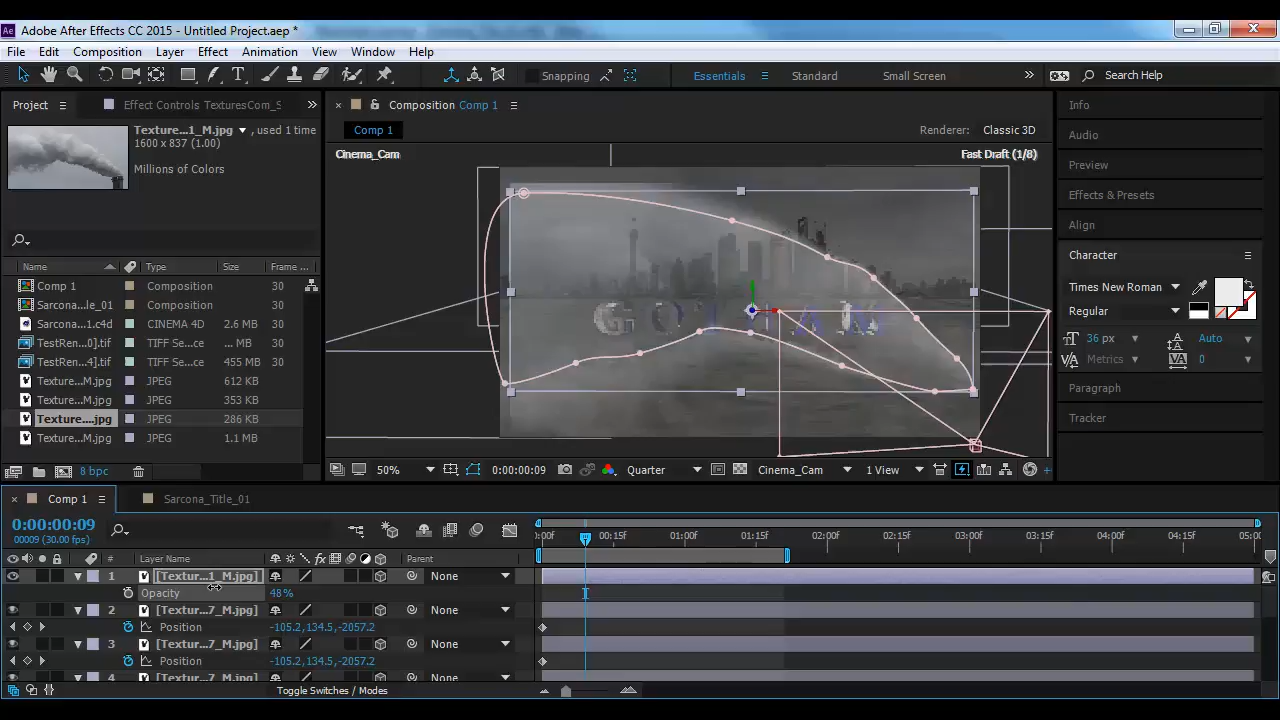 Ae Adobe After Effects CC 2015 - Untitled Project.aep *
File Edit Composition Layer Effect Animation View Window Help
Snapping Essentials Standard Small Screen Search Help
Project Effect Controls TexturesCom_S
Texture...1_M.jpg , used 1 time
1600 x 837 (1.00)
Millions of Colors
Name Type Size Frame ...
Comp 1 Composition 30
Sarcona...le_01 Composition 30
Sarcona...1.c4d CINEMA 4D 2.6 MB 30
TestRen...].tif TIFF Se...ce ... MB 30
TestRen...4].tif TIFF Se...ce 455 MB 30
Texture...M.jpg JPEG 612 KB
Texture...M.jpg JPEG 353 KB
Texture....jpg JPEG 286 KB
Texture...M.jpg JPEG 1.1 MB
8 bpc
Composition Comp 1
Comp 1 Renderer: Classic 3D
Cinema_Cam Fast Draft (1/8)
GOTHAM
50% 0:00:00:09 Quarter Cinema_Cam 1 View
Info
Audio
Preview
Effects & Presets
Align
Character
Times New Roman
Regular
36 px Auto
Metrics 0
Paragraph
Tracker
Comp 1 Sarcona_Title_01
0:00:00:09
00009 (30.00 fps)
:00f 00:15f 01:00f 01:15f 02:00f 02:15f 03:00f 03:15f 04:00f 04:15f 05:00
# Layer Name Parent
1 [Textur...1_M.jpg] None
Opacity 48%
2 [Textur...7_M.jpg] None
Position -105.2,134.5,-2057.2
3 [Textur...7_M.jpg] None
Position -105.2,134.5,-2057.2
4 [Textur...7_M.jpg] None
Toggle Switches / Modes